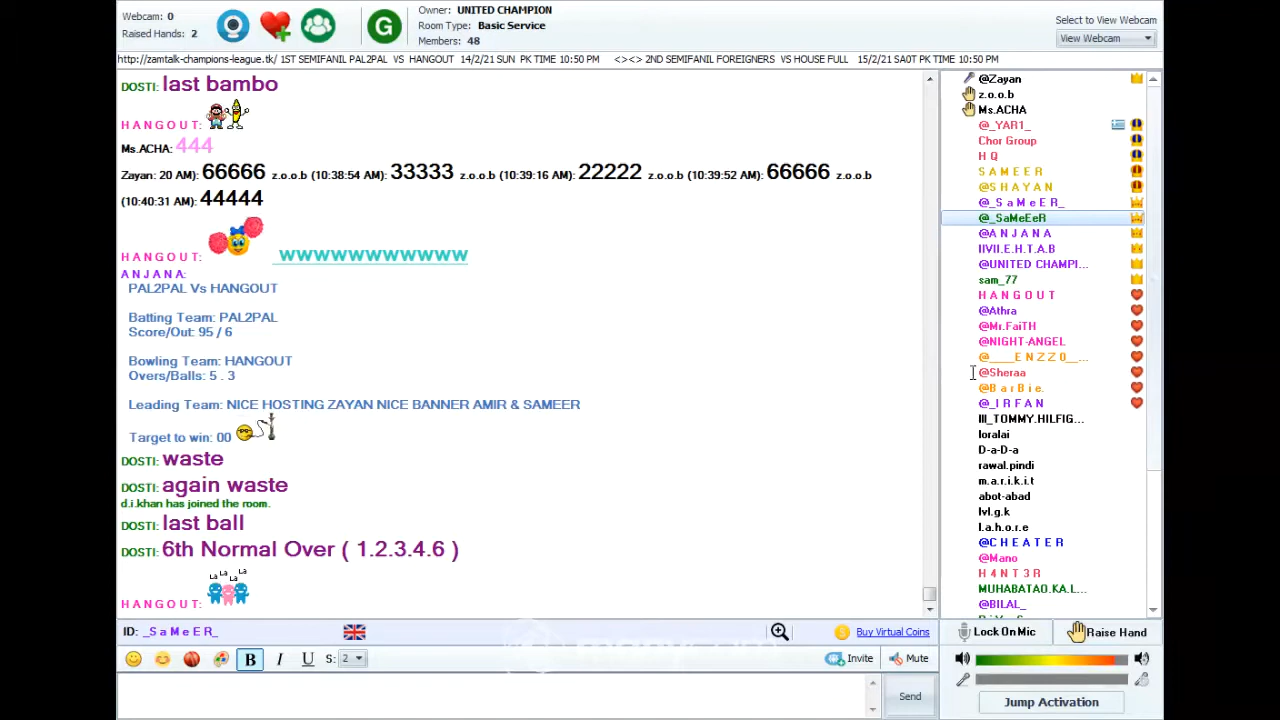 Webcam: 0
Raised Hands: 2
G
Owner: UNITED CHAMPION
Room Type: Basic Service
Members: 48
Select to View Webcam
View Webcam
http://zamtalk-champions-league.tk/ 1ST SEMIFANIL PAL2PAL VS HANGOUT 14/2/21 SUN PK TIME 10:50 PM <><> 2ND SEMIFANIL FOREIGNERS VS HOUSE FULL 15/2/21 SAOT PK TIME 10:50 PM
DOSTI: last bambo
H A N G O U T:
Ms.ACHA: 444
Zayan: 20 AM): 66666 z.o.o.b (10:38:54 AM): 33333 z.o.o.b (10:39:16 AM): 22222 z.o.o.b (10:39:52 AM): 66666 z.o.o.b
(10:40:31 AM): 44444
H A N G O U T: _wwwwwwwwwww
A N J A N A:
PAL2PAL Vs HANGOUT
Batting Team: PAL2PAL
Score/Out: 95 / 6
Bowling Team: HANGOUT
Overs/Balls: 5 . 3
Leading Team: NICE HOSTING ZAYAN NICE BANNER AMIR & SAMEER
Target to win: 00
DOSTI: waste
DOSTI: again waste
d.i.khan has joined the room.
DOSTI: last ball
DOSTI: 6th Normal Over ( 1.2.3.4.6 )
La La La La
H A N G O U T:
@Zayan
z.o.o.b
Ms.ACHA
@_YAR1_
Chor Group
H Q
S A M E E R
@S H A Y A N
@_S a M e E R_
@_SaMeEeR
@A N J A N A
IIVII.E.H.T.A.B
@UNITED CHAMPI...
sam_77
H A N G O U T
@Athra
@Mr.FaiTH
@NIGHT-ANGEL
@____E N Z Z 0__...
@Sheraa
@B a r B i e.
@_I R F A N
III_TOMMY.HILFIG...
loralai
D-a-D-a
rawal.pindi
m.a.r.i.k.i.t
abot-abad
lvl.g.k
l.a.h.o.r.e
@C H E A T E R
@Mano
H 4 N T 3 R
MUHABATAO.KA.L...
@BILAL_
ID: _S a M e E R_
Buy Virtual Coins
Lock On Mic
Raise Hand
B I U S: 2
Invite
Mute
Send
Jump Activation